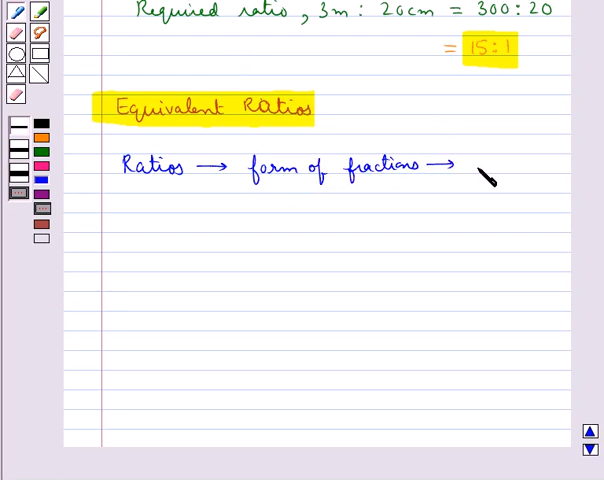 Required ratio, 3m : 20cm = 300 : 20
= 15 : 1
Equivalent Ratios
Ratios → form of fractions →